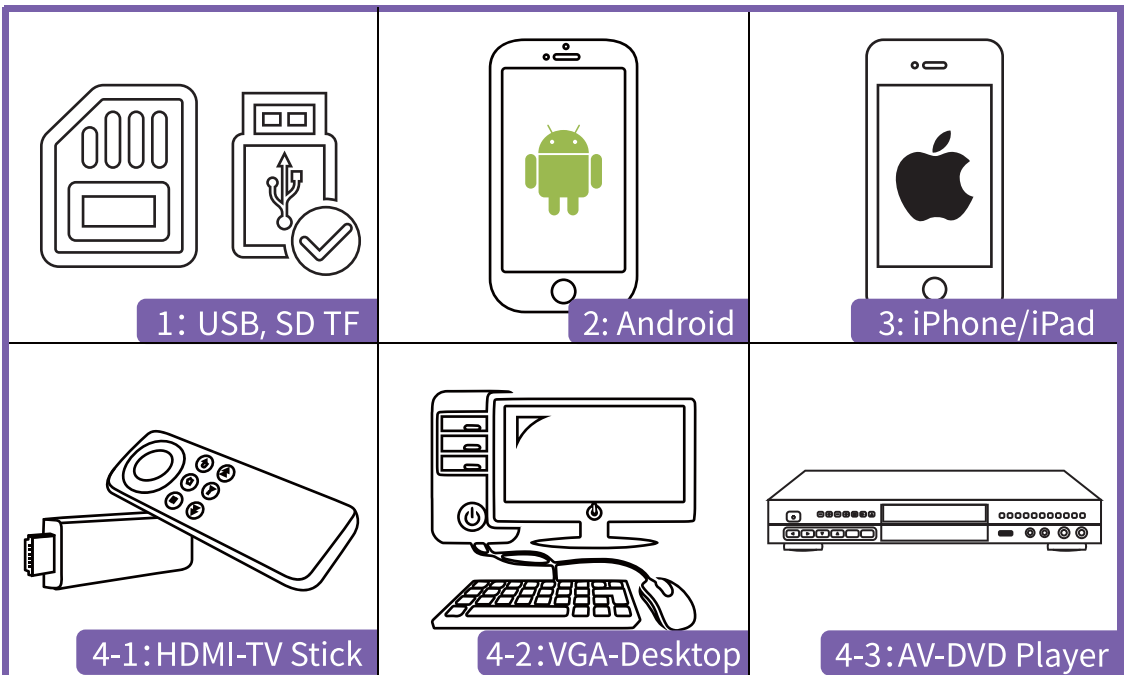 1: USB, SD TF
2: Android
3: iPhone/iPad
4-1:HDMI-TV Stick
4-2:VGA-Desktop
4-3:AV-DVD Player